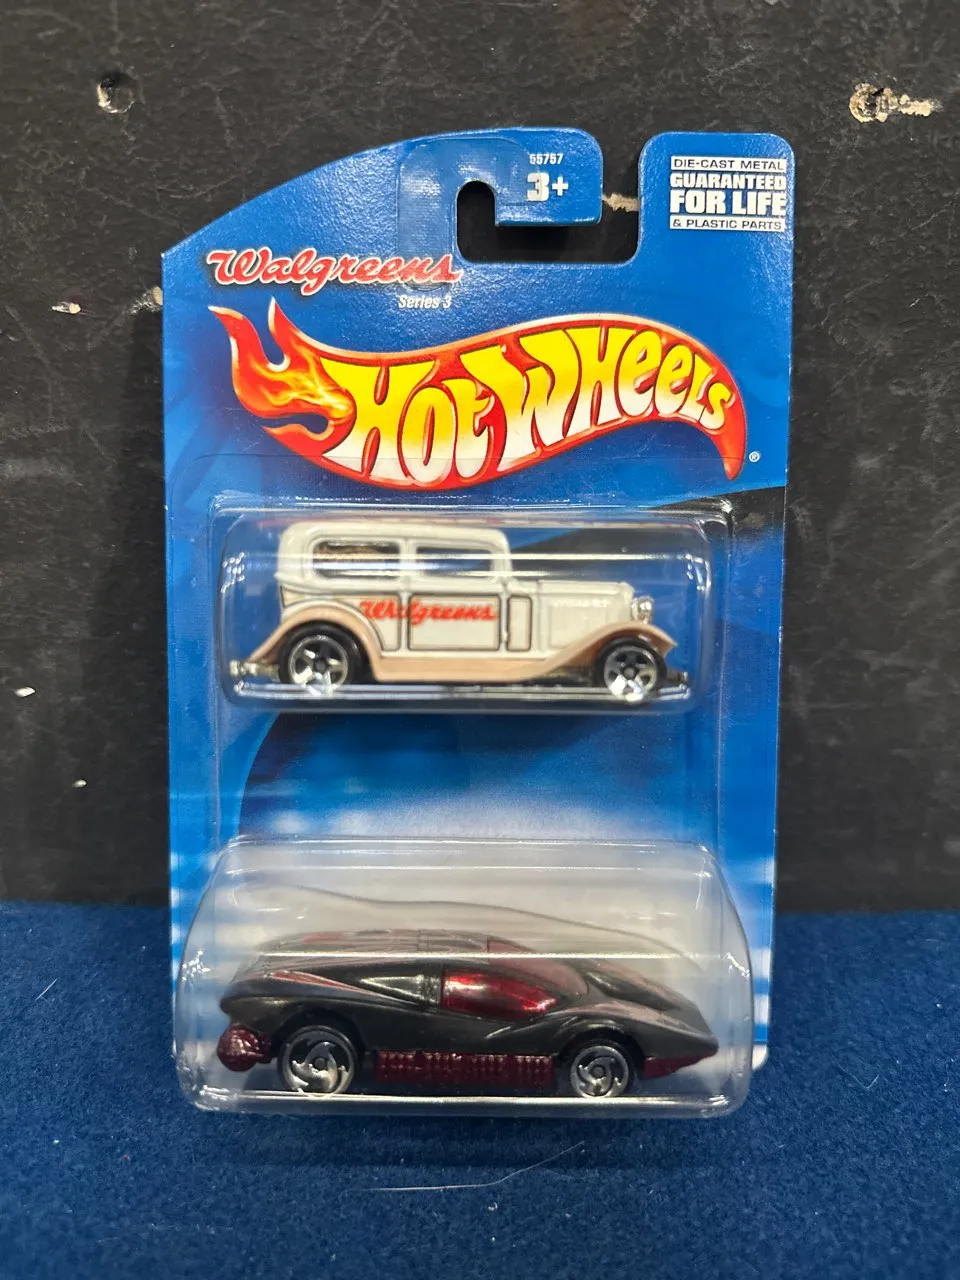 55757
3+
DIE-CAST METAL
GUARANTEED
FOR LIFE
& PLASTIC PARTS
Walgreens
Series 3
HOT WHEELS
®
Walgreens